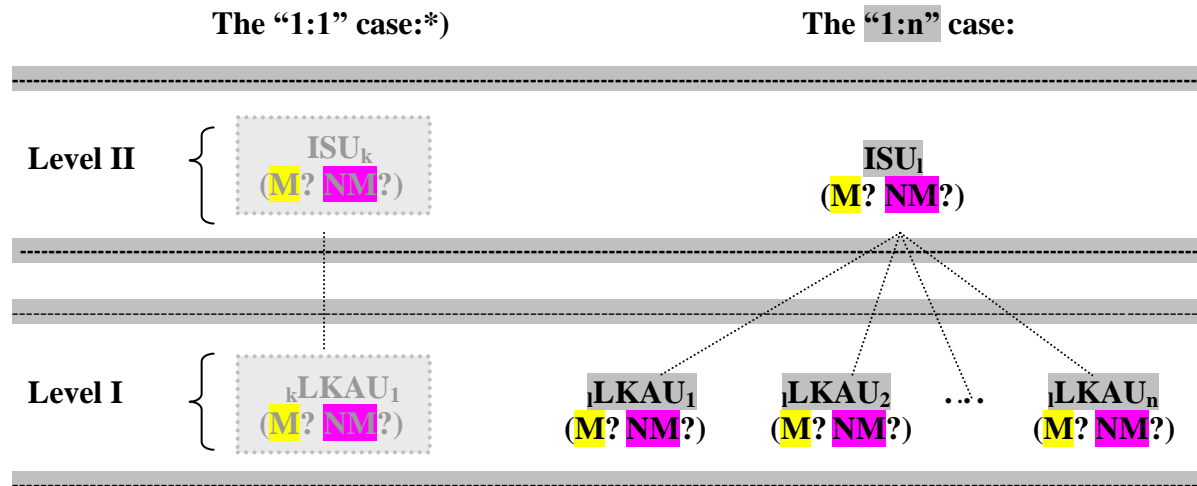 The “1:1” case:*) The “1:n” case:
Level II ISUₖ ISUₗ
(M? NM?) (M? NM?)
Level I ₖLKAU₁ ₗLKAU₁ ₗLKAU₂ .... ₗLKAUₙ
(M? NM?) (M? NM?) (M? NM?) (M? NM?)